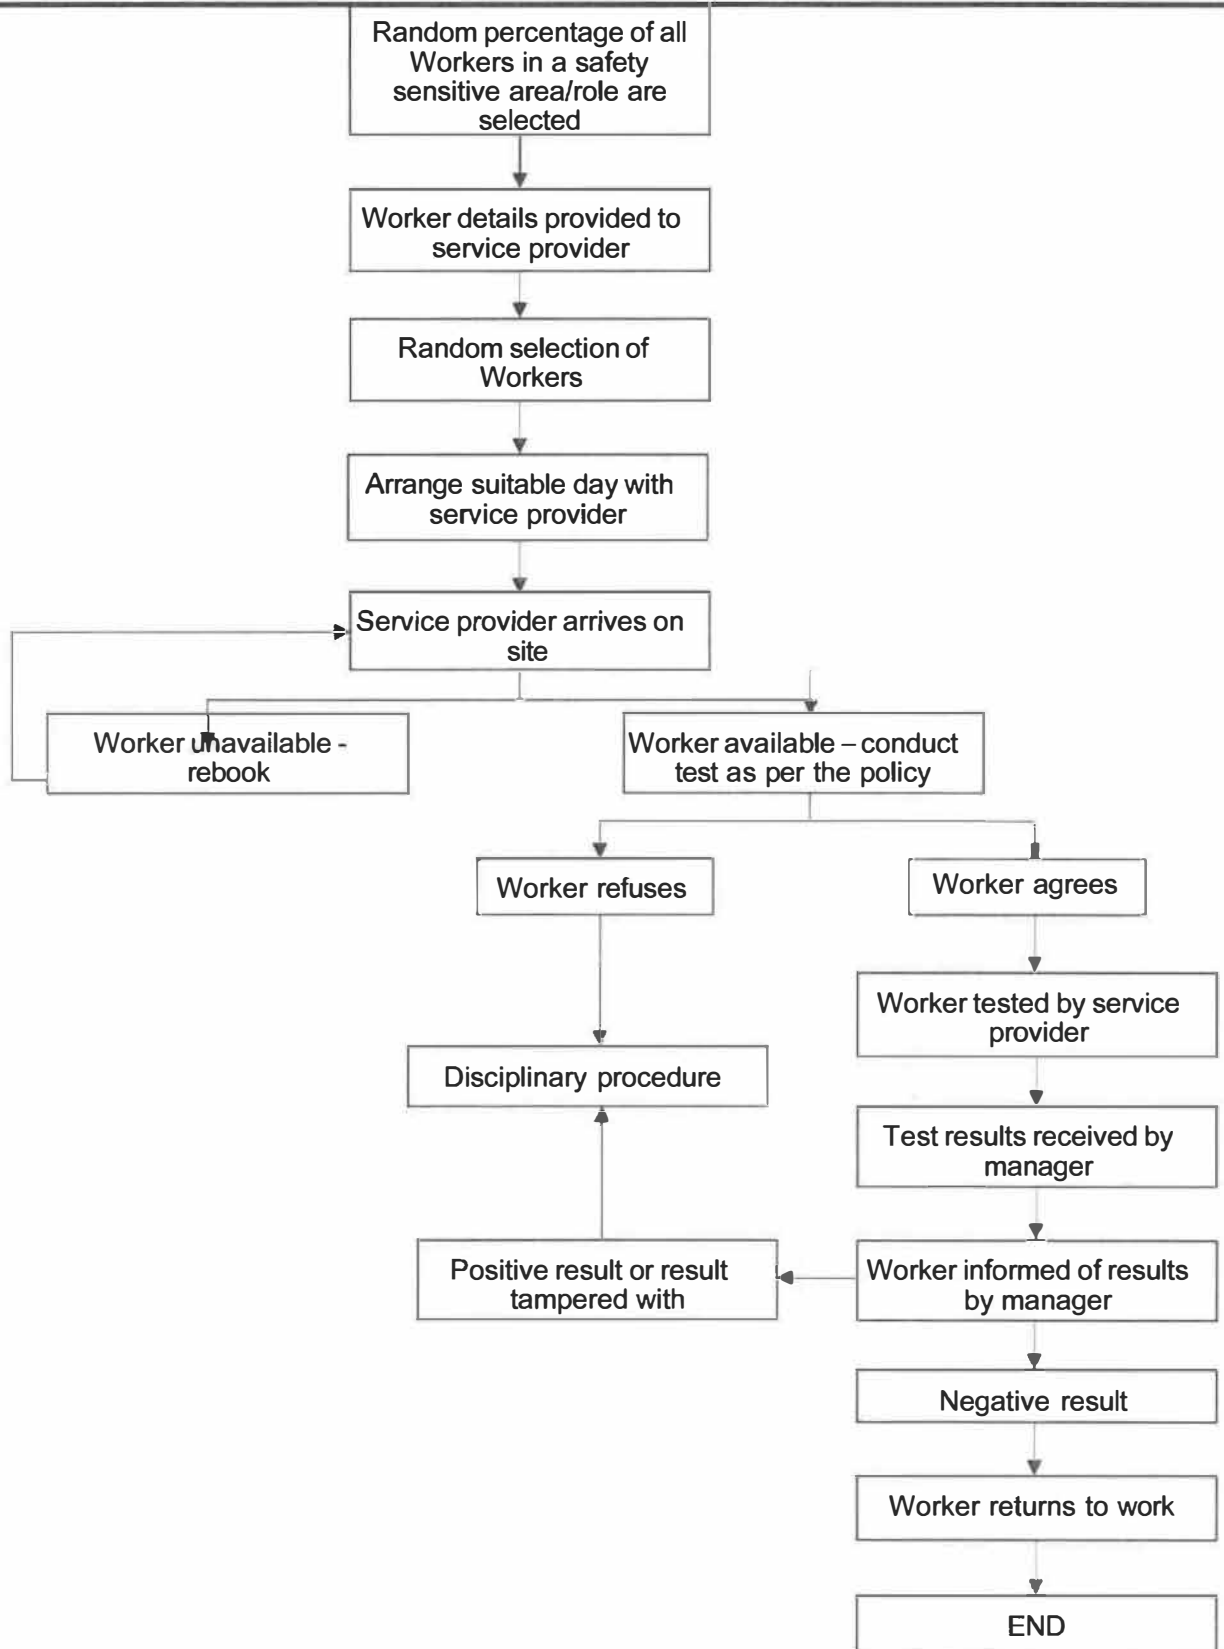 Random percentage of all
Workers in a safety
sensitive area/role are
selected
Worker details provided to
service provider
Random selection of
Workers
Arrange suitable day with
service provider
Service provider arrives on
site
Worker unavailable -
rebook
Worker available – conduct
test as per the policy
Worker refuses
Worker agrees
Worker tested by service
provider
Disciplinary procedure
Test results received by
manager
Positive result or result
tampered with
Worker informed of results
by manager
Negative result
Worker returns to work
END